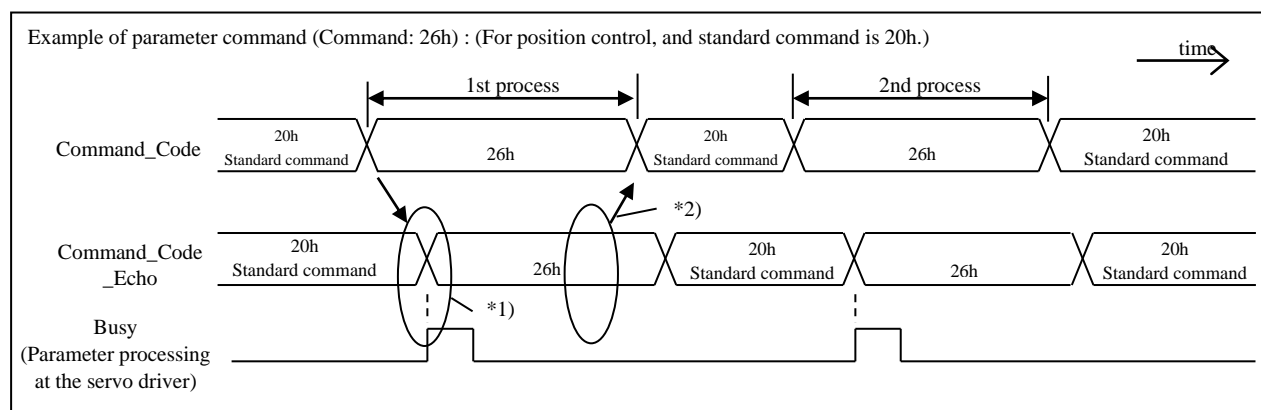 Example of parameter command (Command: 26h) : (For position control, and standard command is 20h.)
time
1st process
2nd process
Command_Code
20h
Standard command
26h
20h
Standard command
26h
20h
Standard command
*2)
Command_Code
_Echo
20h
Standard command
26h
20h
Standard command
26h
20h
Standard command
*1)
Busy
(Parameter processing
at the servo driver)